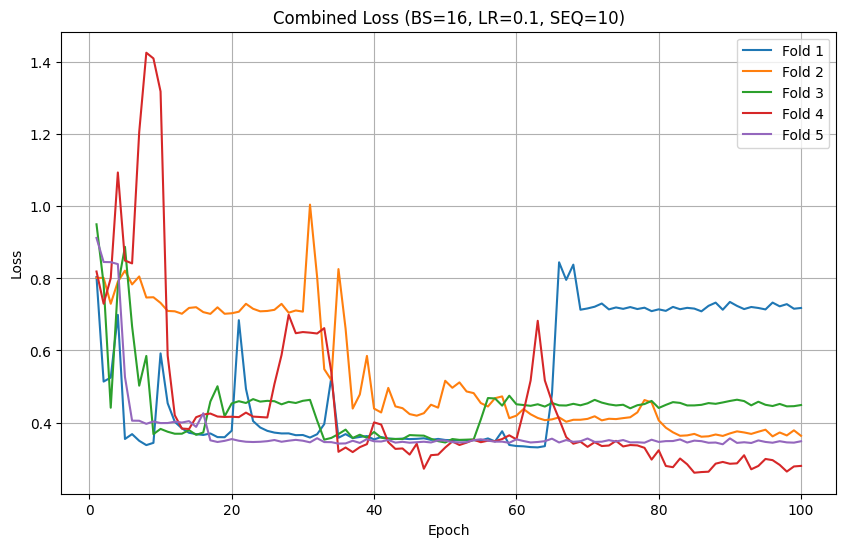 Combined Loss (BS=16, LR=0.1, SEQ=10)
Fold 1
Fold 2
Fold 3
Fold 4
Fold 5
Loss
1.4
1.2
1.0
0.8
0.6
0.4
0 20 40 60 80 100
Epoch